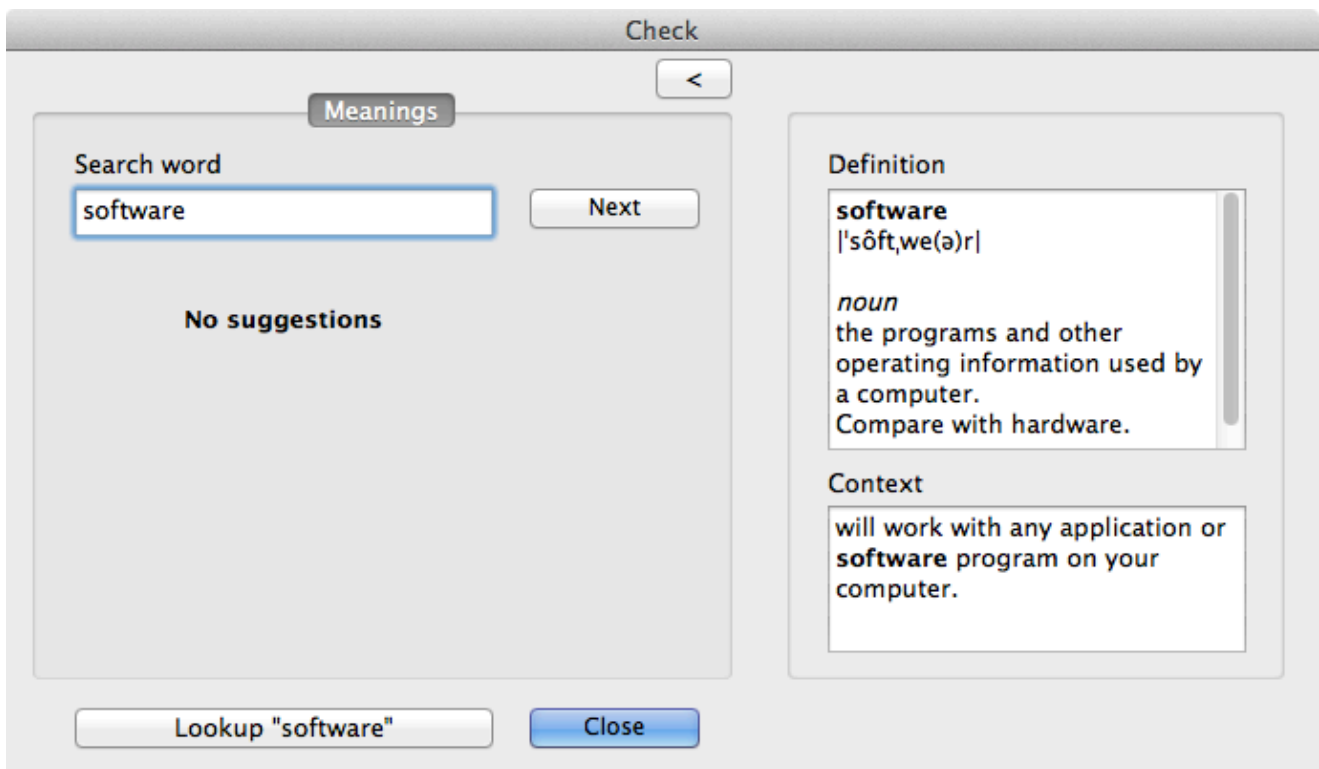 Check
<
Meanings
Search word
software
Next
No suggestions
Lookup "software"
Close
Definition
software
|ˈsôftˌwe(ə)r|
noun
the programs and other
operating information used by
a computer.
Compare with hardware.
Context
will work with any application or
software program on your
computer.